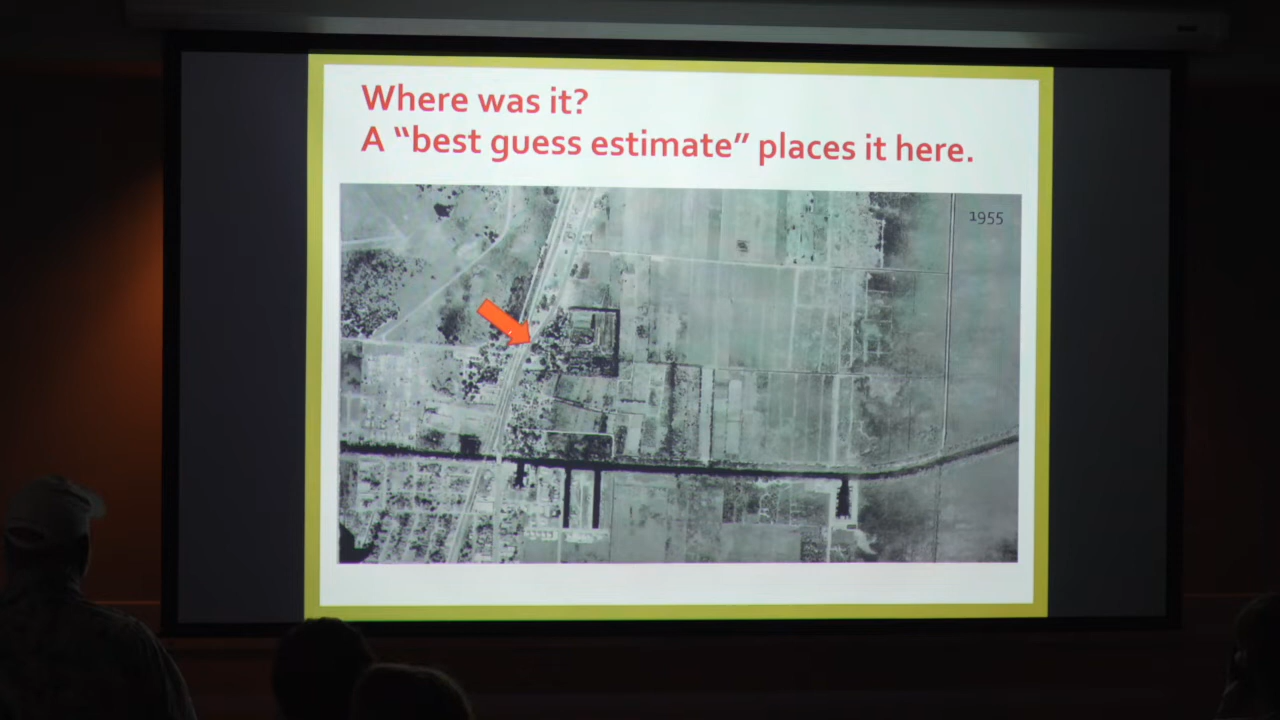 Where was it?
A “best guess estimate” places it here.
1955